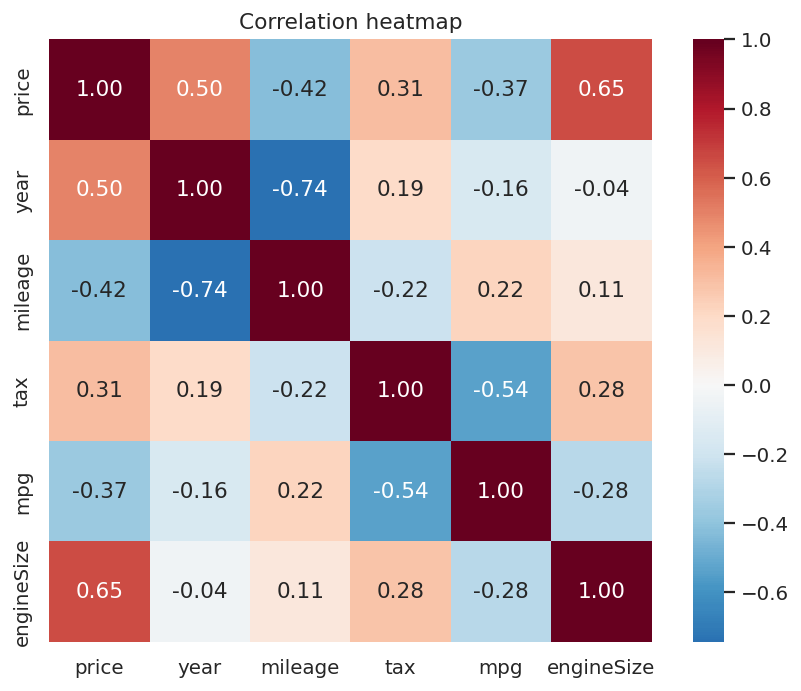 Correlation heatmap
price 1.00 0.50 -0.42 0.31 -0.37 0.65
year 0.50 1.00 -0.74 0.19 -0.16 -0.04
mileage -0.42 -0.74 1.00 -0.22 0.22 0.11
tax 0.31 0.19 -0.22 1.00 -0.54 0.28
mpg -0.37 -0.16 0.22 -0.54 1.00 -0.28
engineSize 0.65 -0.04 0.11 0.28 -0.28 1.00
price year mileage tax mpg engineSize
1.0
0.8
0.6
0.4
0.2
0.0
−0.2
−0.4
−0.6